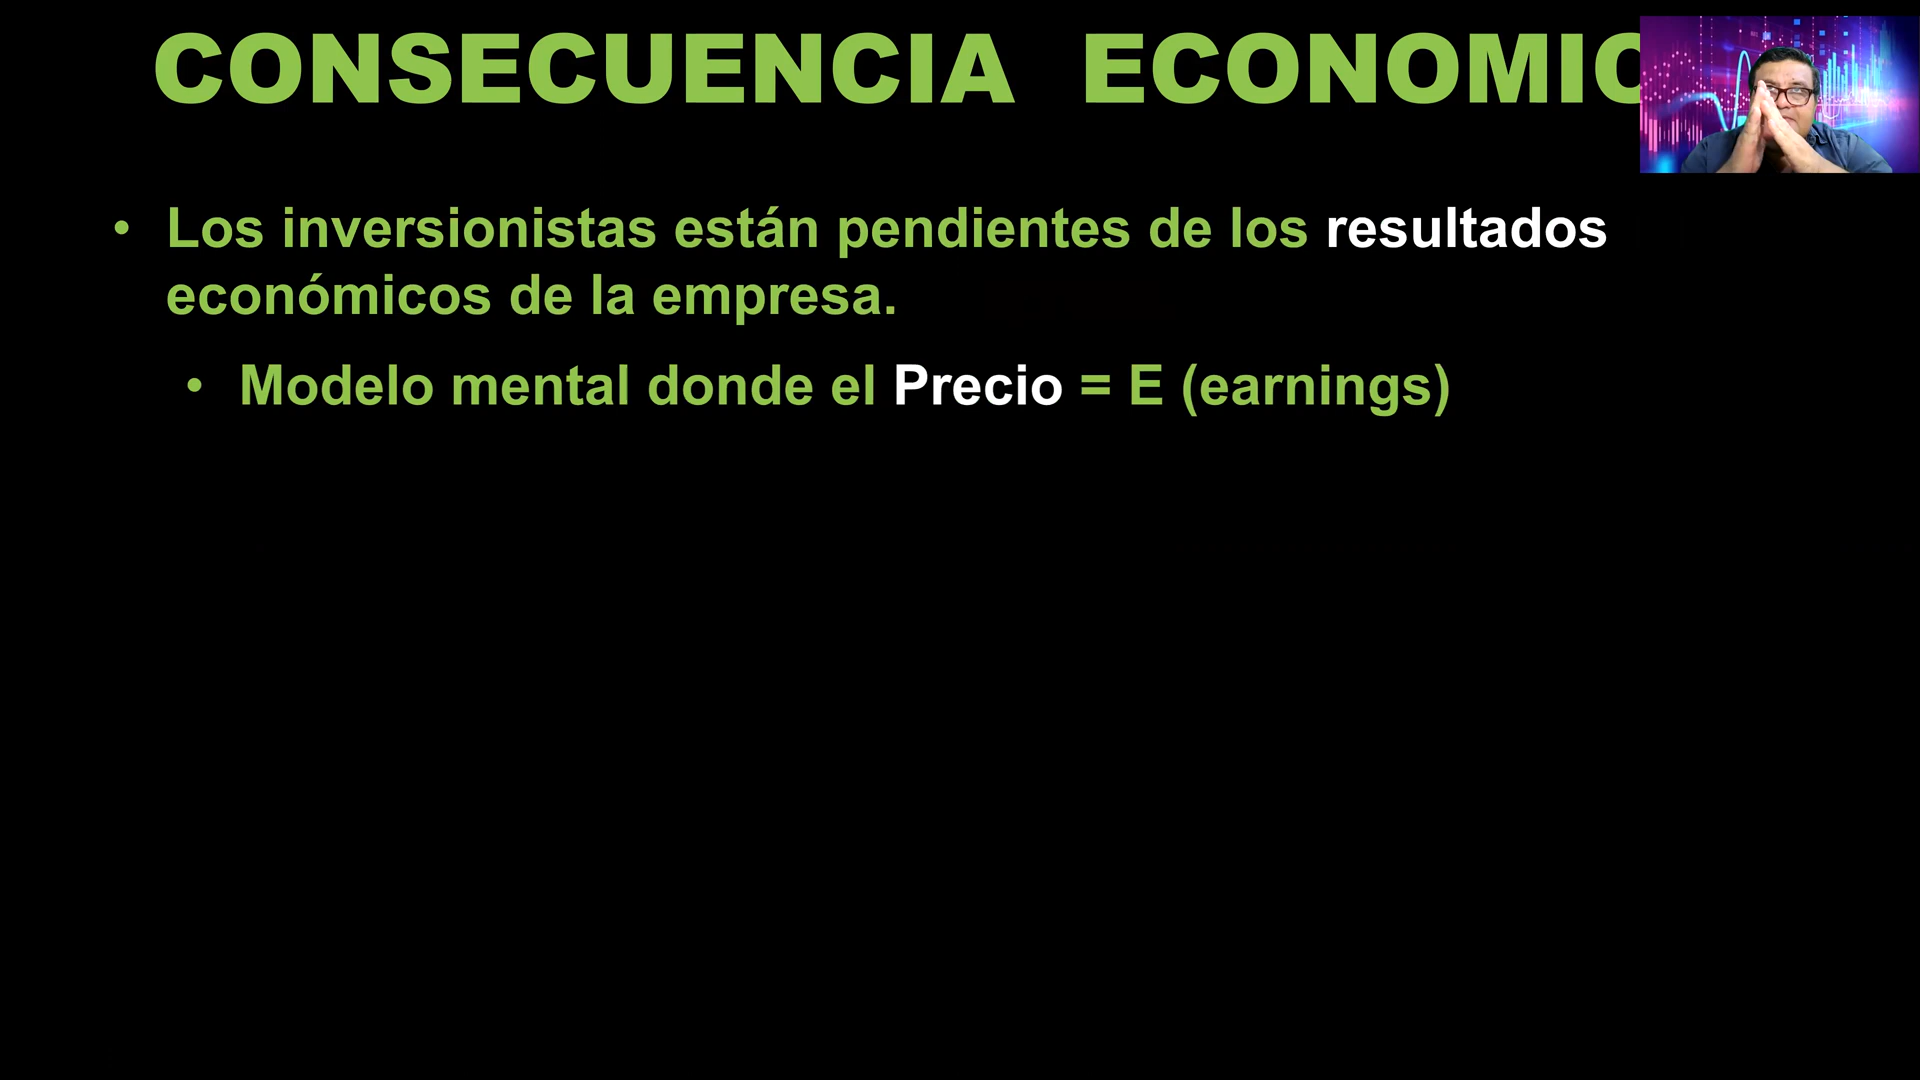 CONSECUENCIA ECONOMIC
• Los inversionistas están pendientes de los resultados
económicos de la empresa.
• Modelo mental donde el Precio = E (earnings)